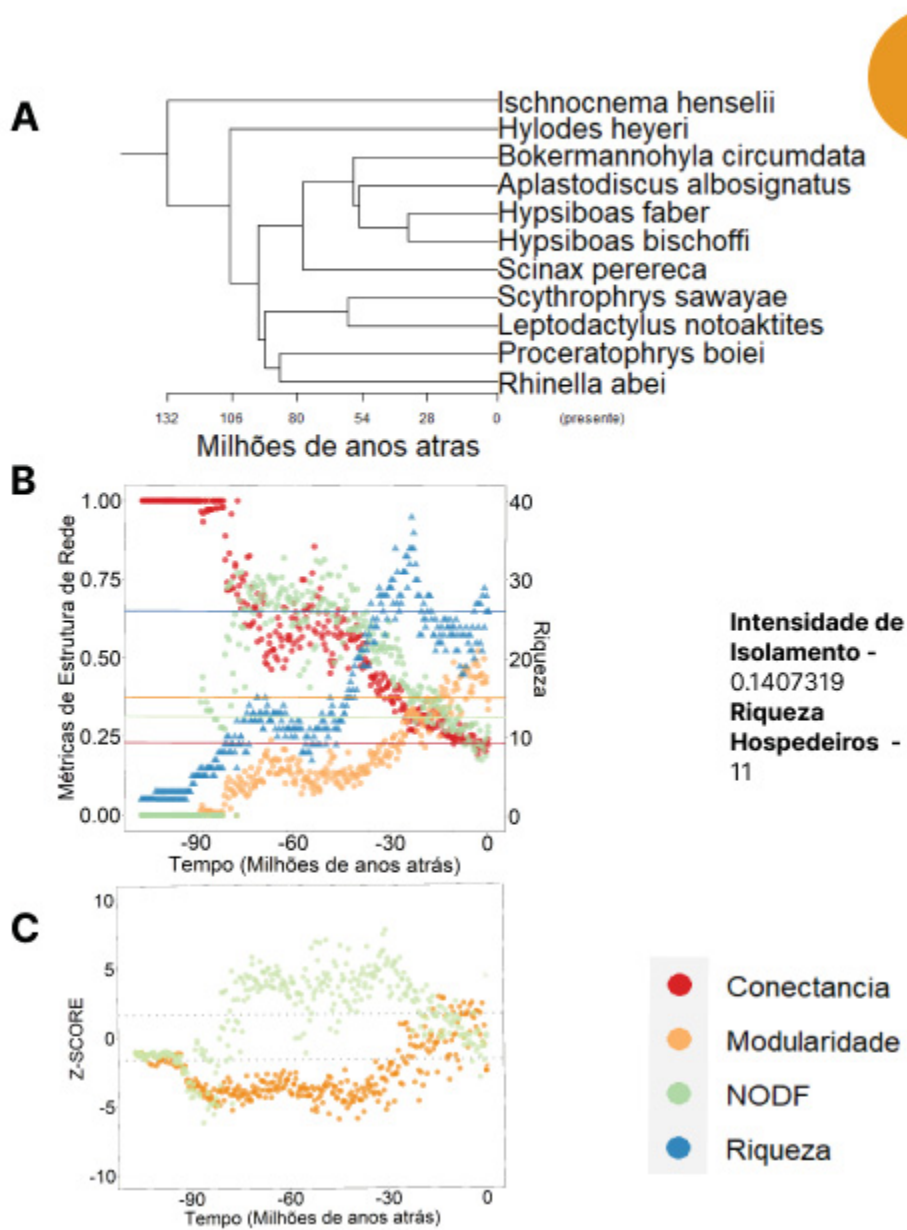 A
Ischnocnema henselii
Hylodes heyeri
Bokermannohyla circumdata
Aplastodiscus albosignatus
Hypsiboas faber
Hypsiboas bischoffi
Scinax perereca
Scythrophrys sawayae
Leptodactylus notoaktites
Proceratophrys boiei
Rhinella abei
132 106 80 54 28 0 (presente)
Milhões de anos atras
B
Métricas de Estrutura de Rede
1.00
0.75
0.50
0.25
0.00
40
30
20
10
0
Riqueza
-90 -60 -30 0
Tempo (Milhões de anos atrás)
Intensidade de
Isolamento -
0.1407319
Riqueza
Hospedeiros -
11
C
Z-SCORE
10
5
0
-5
-10
-90 -60 -30 0
Tempo (Milhões de anos atrás)
Conectancia
Modularidade
NODF
Riqueza